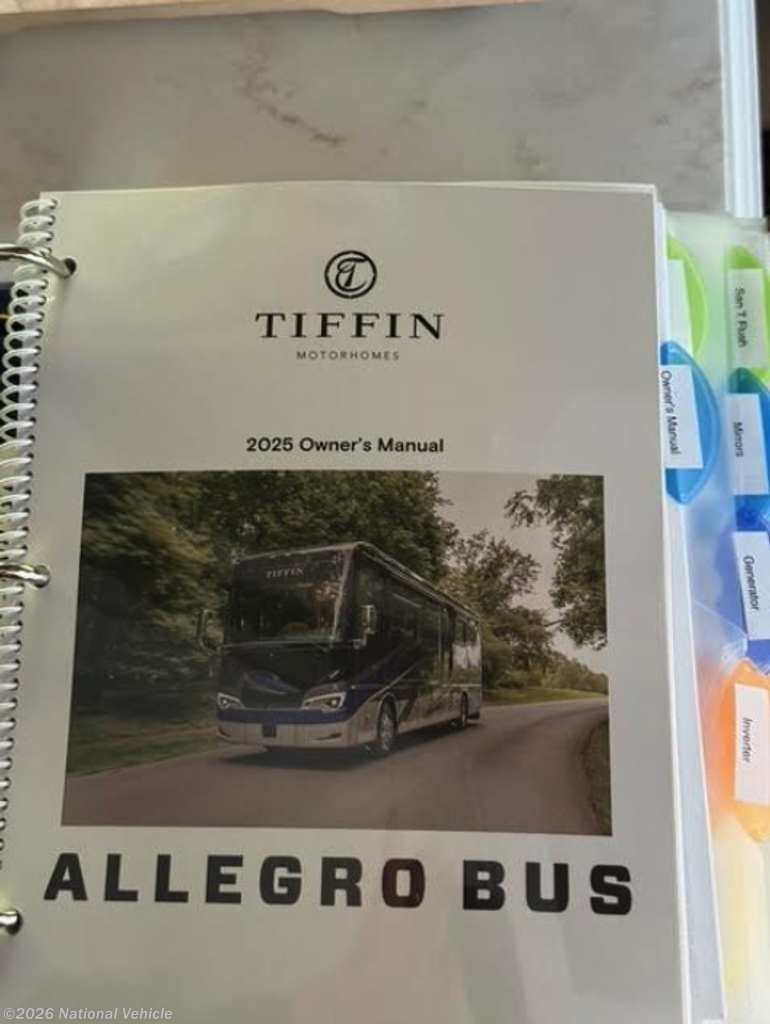 TIFFIN
MOTORHOMES
2025 Owner's Manual
TIFFIN
ALLEGRO BUS
Owner's Manual
San T Flush
Mirrors
Generator
Inverter
©2026 National Vehicle